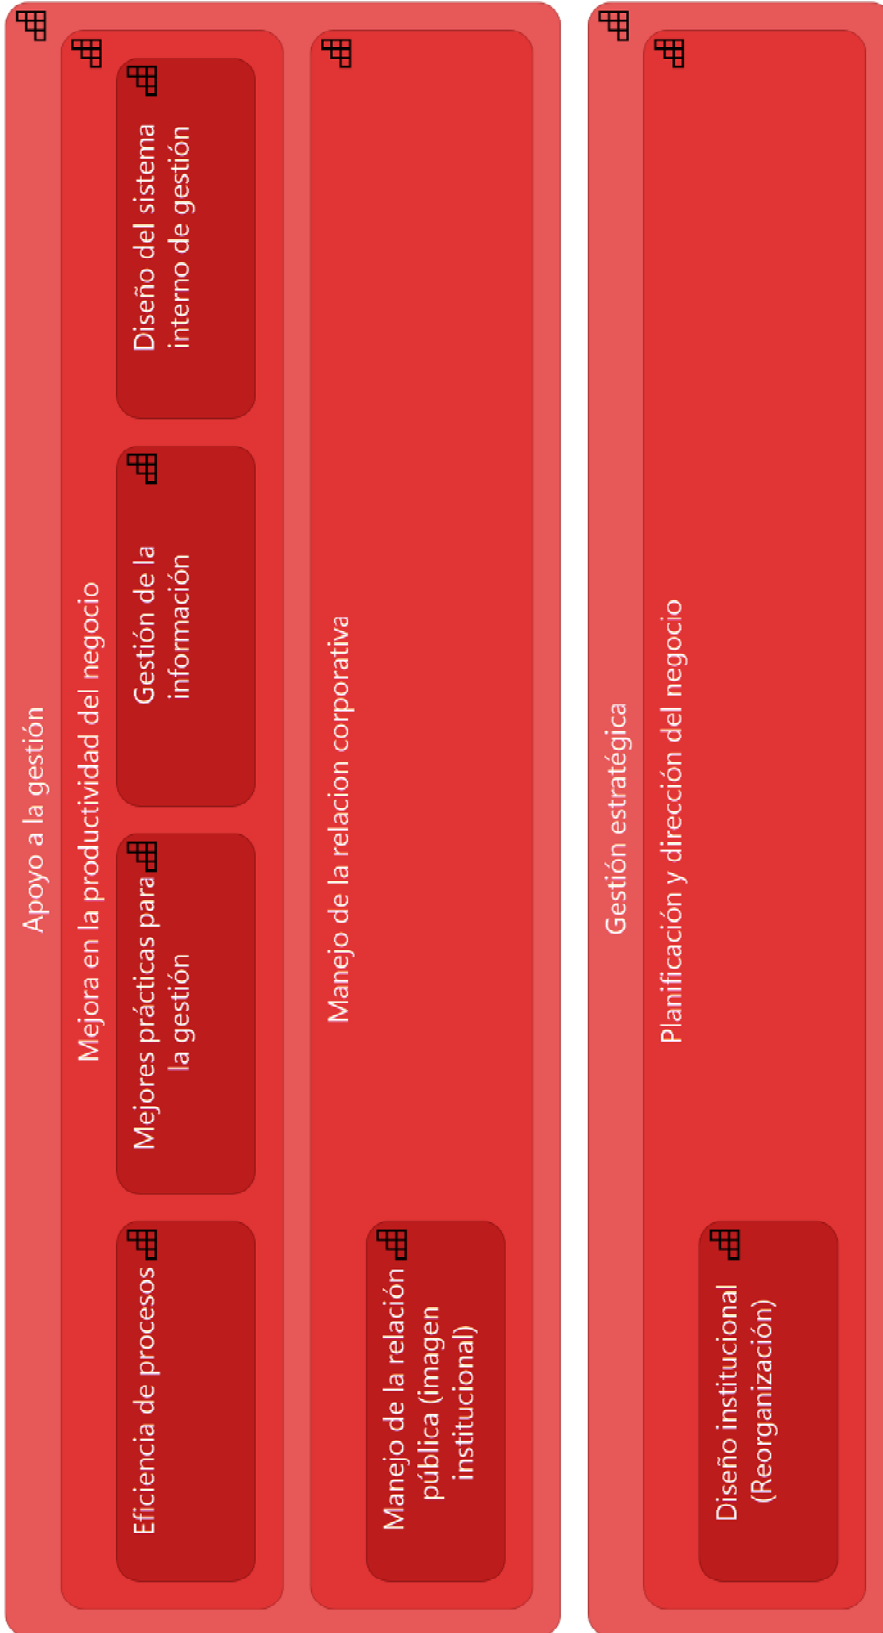 Apoyo a la gestión
Mejora en la productividad del negocio
Eficiencia de procesos
Mejores prácticas para
la gestión
Gestión de la
información
Diseño del sistema
interno de gestión
Manejo de la relacion corporativa
Manejo de la relación
pública (imagen
institucional)
Gestión estratégica
Planificación y dirección del negocio
Diseño institucional
(Reorganización)